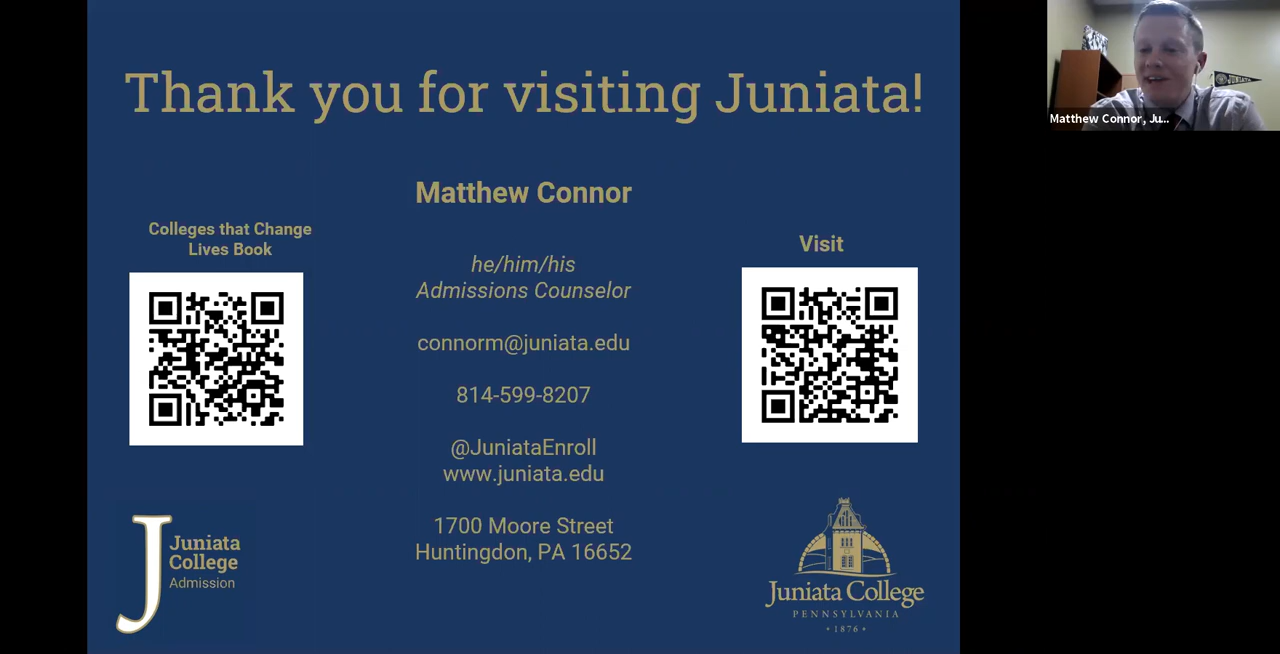 Thank you for visiting Juniata!
Matthew Connor
he/him/his
Admissions Counselor
connorm@juniata.edu
814-599-8207
@JuniataEnroll
www.juniata.edu
1700 Moore Street
Huntingdon, PA 16652
Colleges that Change
Lives Book
Visit
Juniata
College
Admission
Juniata College
PENNSYLVANIA
• 1876 •
Matthew Connor, Ju...
JUNIATA